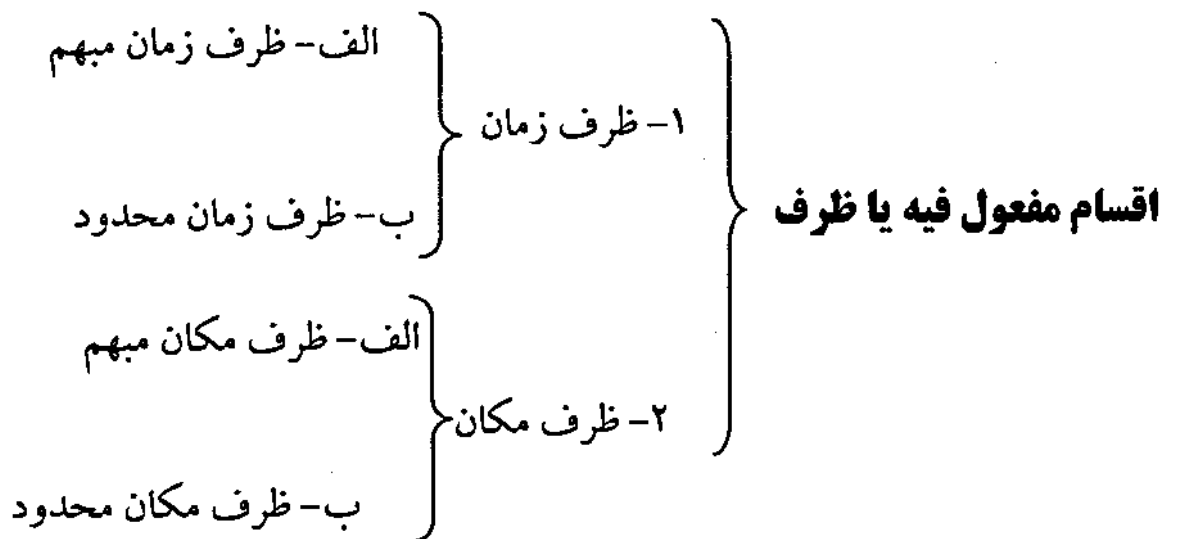 اقسام مفعول فیه یا ظرف
۱- ظرف زمان
الف- ظرف زمان مبهم
ب- ظرف زمان محدود
۲- ظرف مکان
الف- ظرف مکان مبهم
ب- ظرف مکان محدود